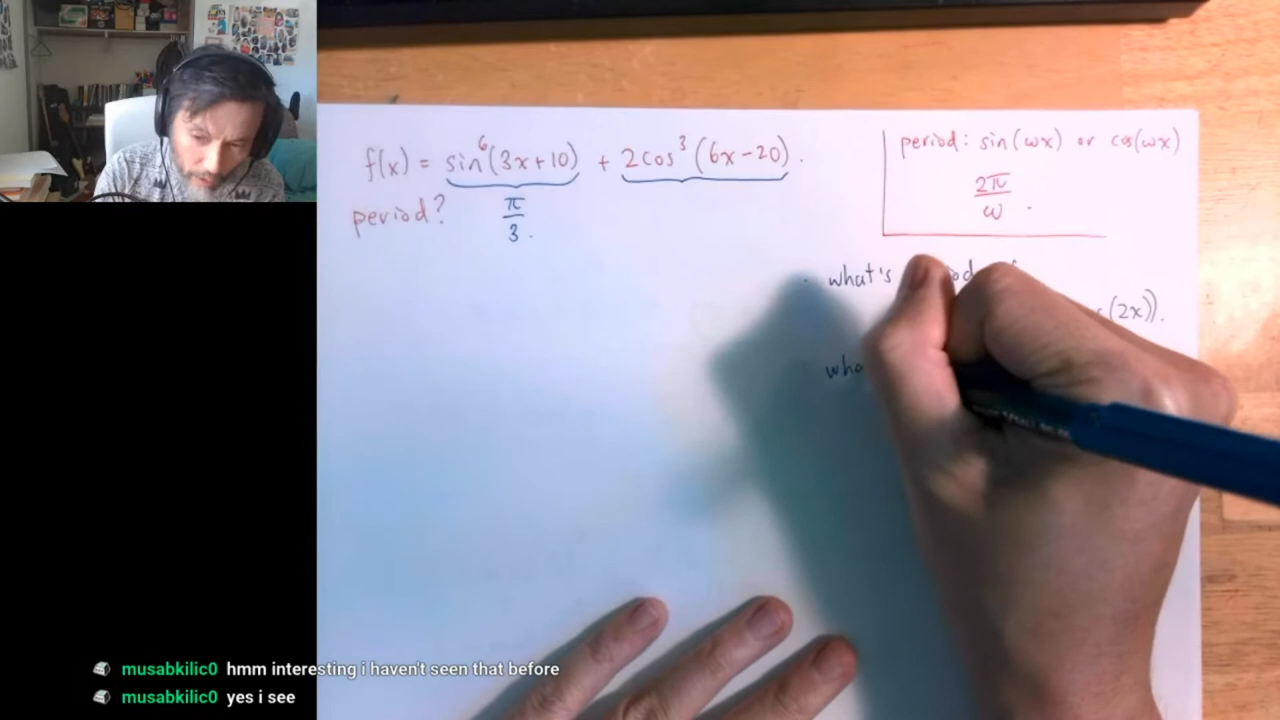 f(x) = sin⁶(3x+10) + 2cos³(6x-20).
period?
π/3.
period: sin(ωx) or cos(ωx)
2π/ω.
what's
(2x)).
musabkilic0 hmm interesting i haven't seen that before
musabkilic0 yes i see